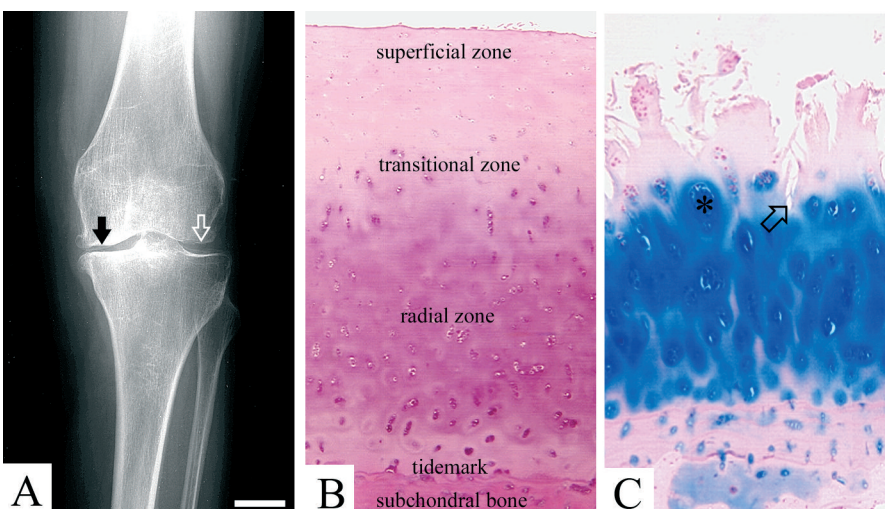 superficial zone
transitional zone
radial zone
tidemark
subchondral bone
A
B
C
*